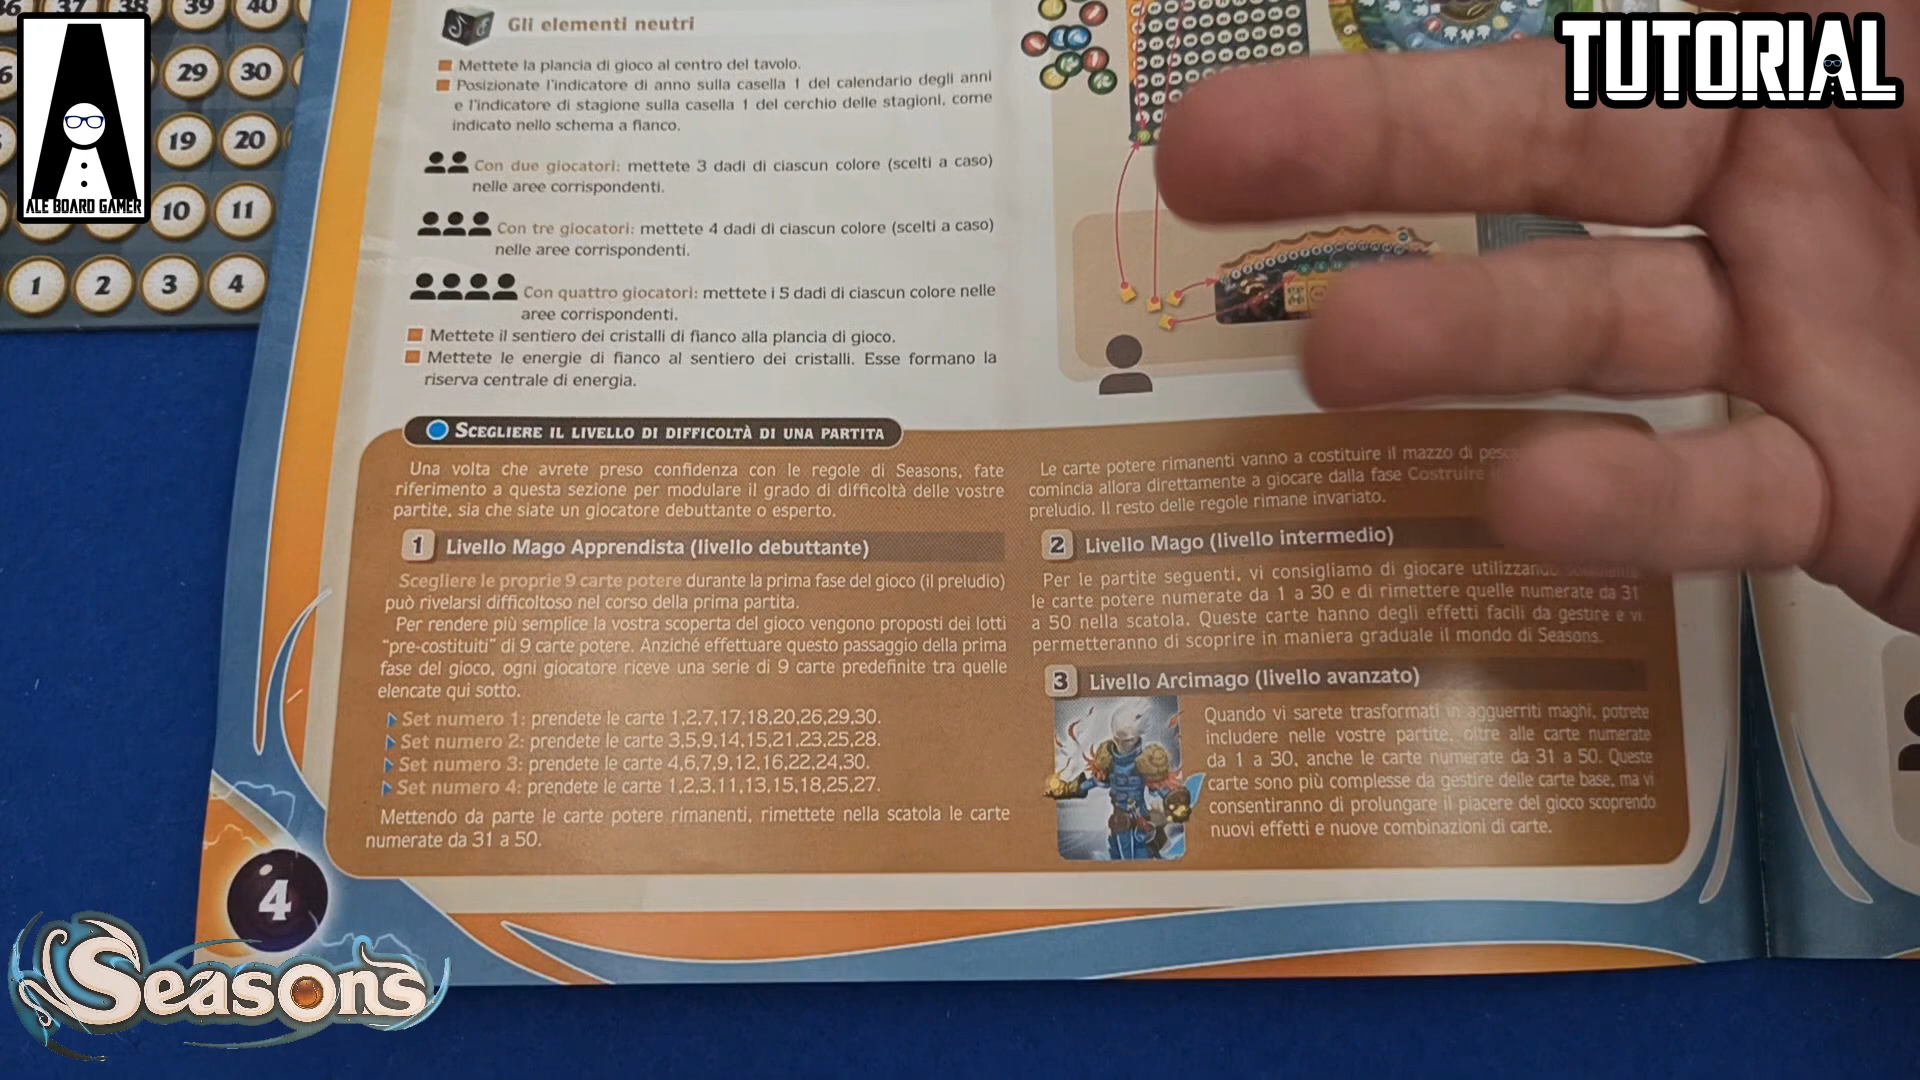 36 37 38 39 40
29 30
19 20
10 11
1 2 3 4
ALE BOARD GAMER
TUTORIAL
Gli elementi neutri
Mettete la plancia di gioco al centro del tavolo.
Posizionate l'indicatore di anno sulla casella 1 del calendario degli anni
e l'indicatore di stagione sulla casella 1 del cerchio delle stagioni, come
indicato nello schema a fianco.
Con due giocatori: mettete 3 dadi di ciascun colore (scelti a caso)
nelle aree corrispondenti.
Con tre giocatori: mettete 4 dadi di ciascun colore (scelti a caso)
nelle aree corrispondenti.
Con quattro giocatori: mettete i 5 dadi di ciascun colore nelle
aree corrispondenti.
Mettete il sentiero dei cristalli di fianco alla plancia di gioco.
Mettete le energie di fianco al sentiero dei cristalli. Esse formano la
riserva centrale di energia.
SCEGLIERE IL LIVELLO DI DIFFICOLTÀ DI UNA PARTITA
Una volta che avrete preso confidenza con le regole di Seasons, fate
riferimento a questa sezione per modulare il grado di difficoltà delle vostre
partite, sia che siate un giocatore debuttante o esperto.
1 Livello Mago Apprendista (livello debuttante)
Scegliere le proprie 9 carte potere durante la prima fase del gioco (il preludio)
può rivelarsi difficoltoso nel corso della prima partita.
Per rendere più semplice la vostra scoperta del gioco vengono proposti dei lotti
"pre-costituiti" di 9 carte potere. Anziché effettuare questo passaggio della prima
fase del gioco, ogni giocatore riceve una serie di 9 carte predefinite tra quelle
elencate qui sotto.
Set numero 1: prendete le carte 1,2,7,17,18,20,26,29,30.
Set numero 2: prendete le carte 3,5,9,14,15,21,23,25,28.
Set numero 3: prendete le carte 4,6,7,9,12,16,22,24,30.
Set numero 4: prendete le carte 1,2,3,11,13,15,18,25,27.
Mettendo da parte le carte potere rimanenti, rimettete nella scatola le carte
numerate da 31 a 50.
Le carte potere rimanenti vanno a costituire il mazzo di
comincia allora direttamente a giocare dalla fase Costruire
preludio. Il resto delle regole rimane invariato.
2 Livello Mago (livello intermedio)
Per le partite seguenti, vi consigliamo di giocare utilizzando
le carte potere numerate da 1 a 30 e di rimettere quelle numerate da 31
a 50 nella scatola. Queste carte hanno degli effetti facili da gestire e vi
permetteranno di scoprire in maniera graduale il mondo di Seasons.
3 Livello Arcimago (livello avanzato)
Quando vi sarete trasformati in agguerriti maghi, potrete
includere nelle vostre partite, oltre alle carte numerate
da 1 a 30, anche le carte numerate da 31 a 50. Queste
carte sono più complesse da gestire delle carte base, ma vi
consentiranno di prolungare il piacere del gioco scoprendo
nuovi effetti e nuove combinazioni di carte.
4
Seasons